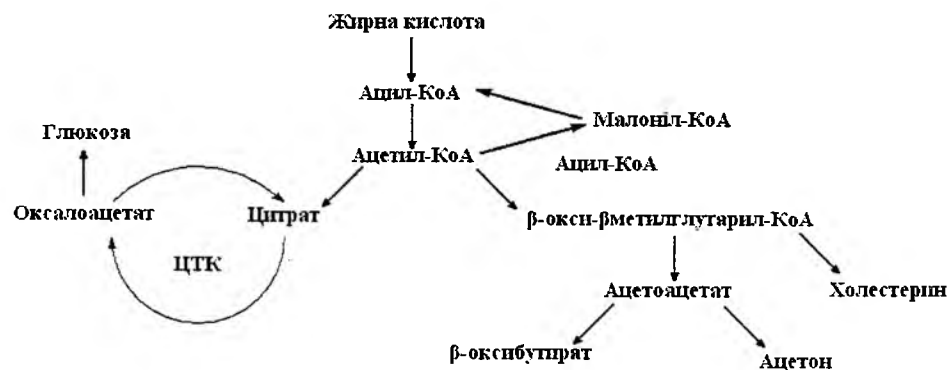 Жирна кислота
Ацил-КоА
Малоніл-КоА
Глюкоза
Ацетил-КоА
Ацил-КоА
Оксалоацетат
Цитрат
β-окси-βметилглутарил-КоА
ЦТК
Ацетоацетат
Холестерин
β-оксибутират
Ацетон